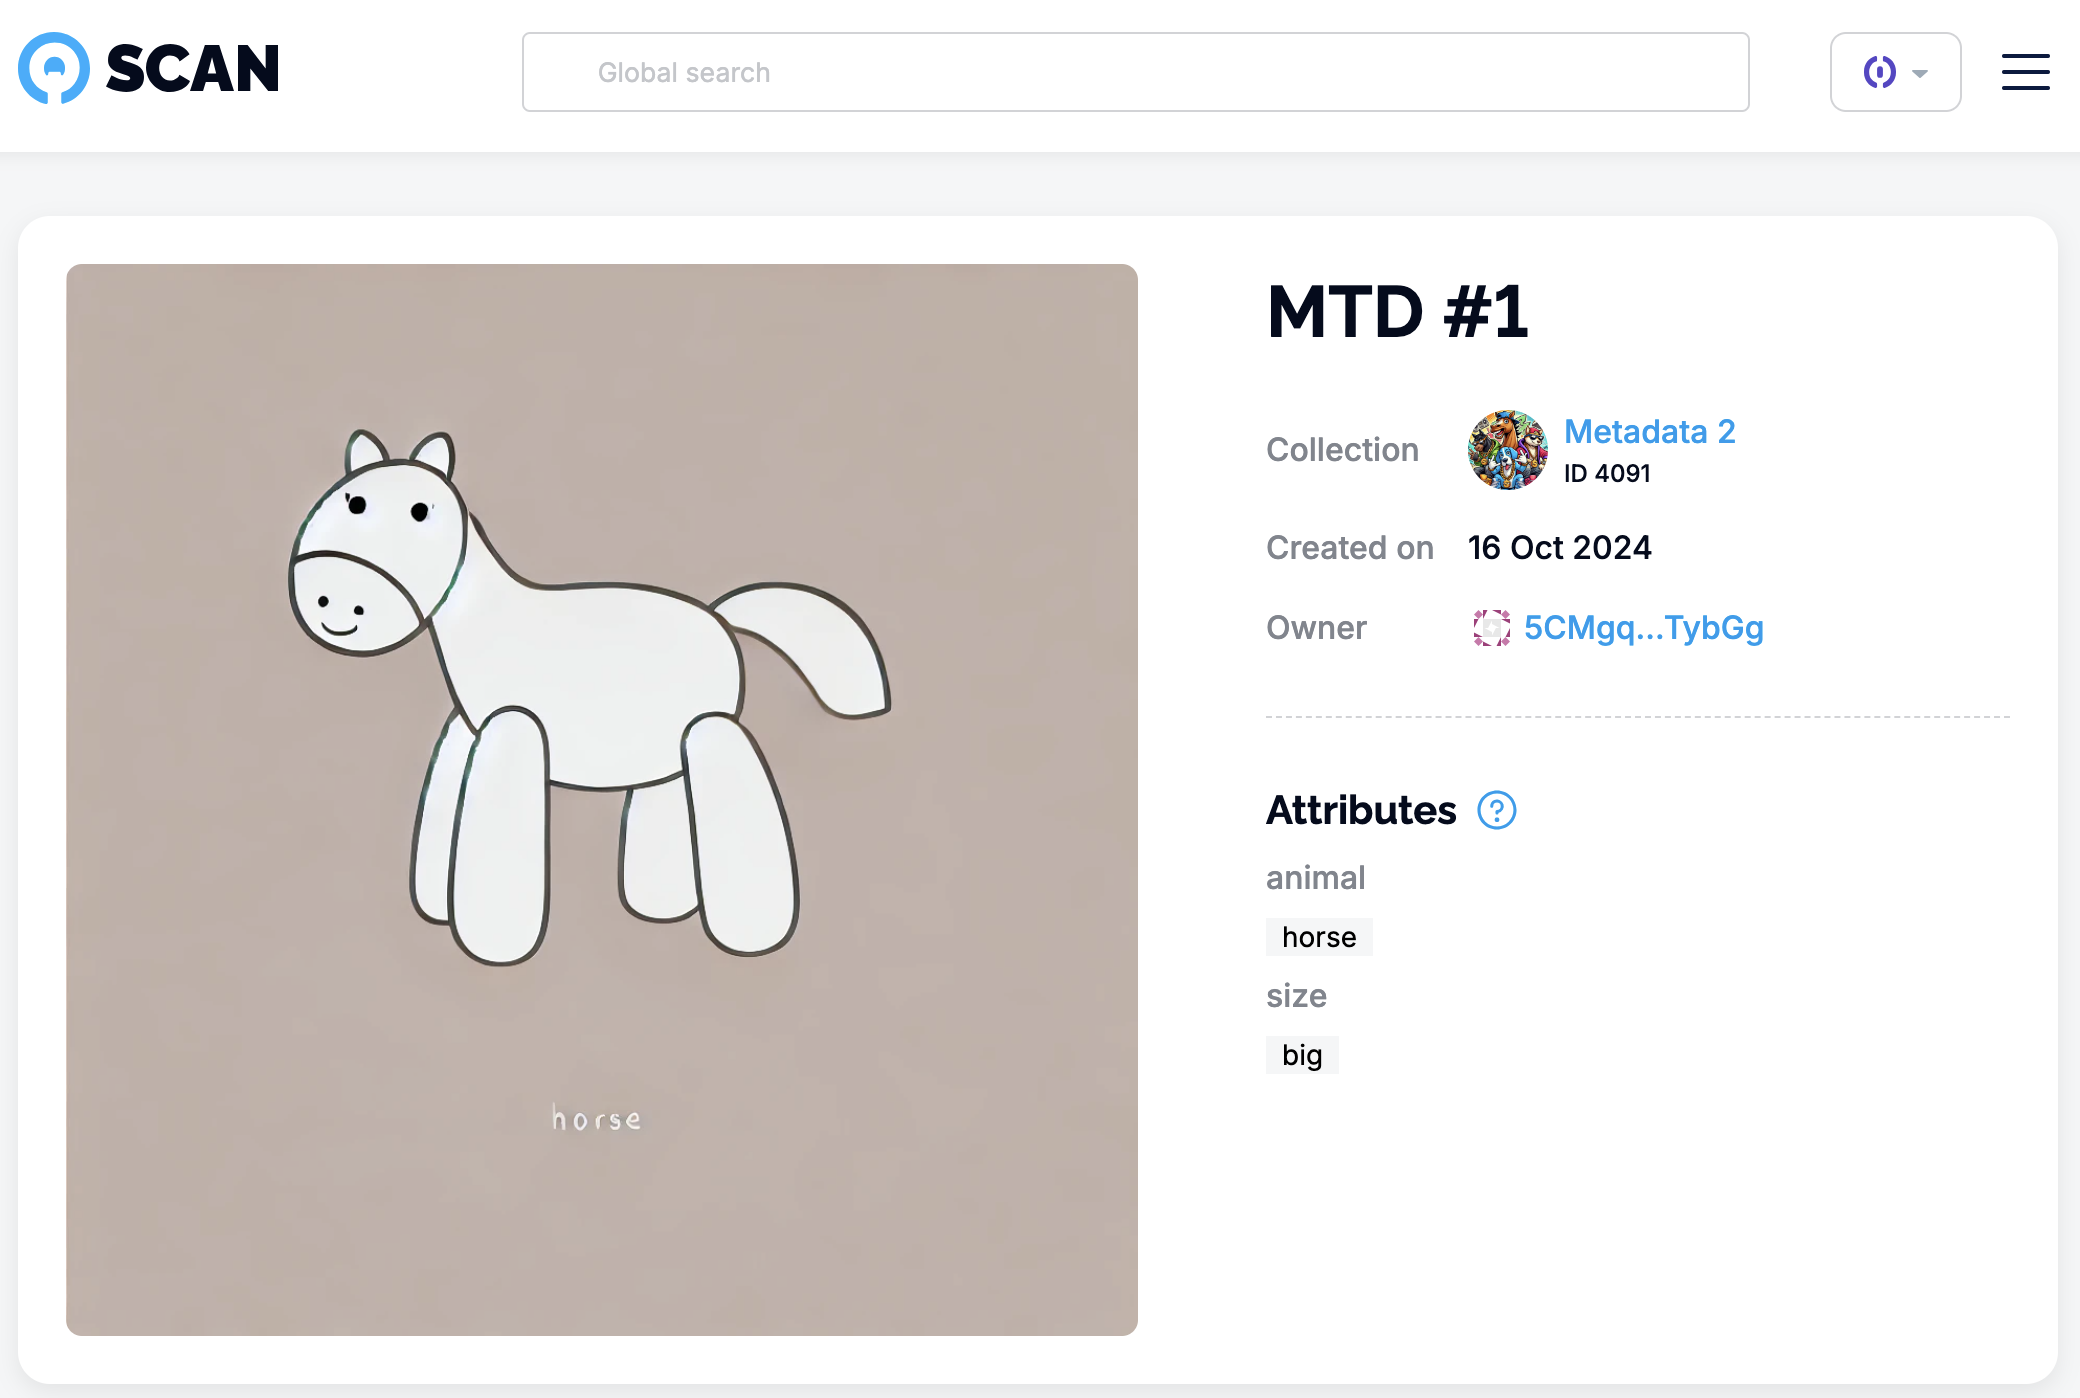 SCAN
Global search
MTD #1
Collection
Metadata 2
ID 4091
Created on 16 Oct 2024
Owner 5CMgq...TybGg
Attributes ?
animal
horse
size
big
horse